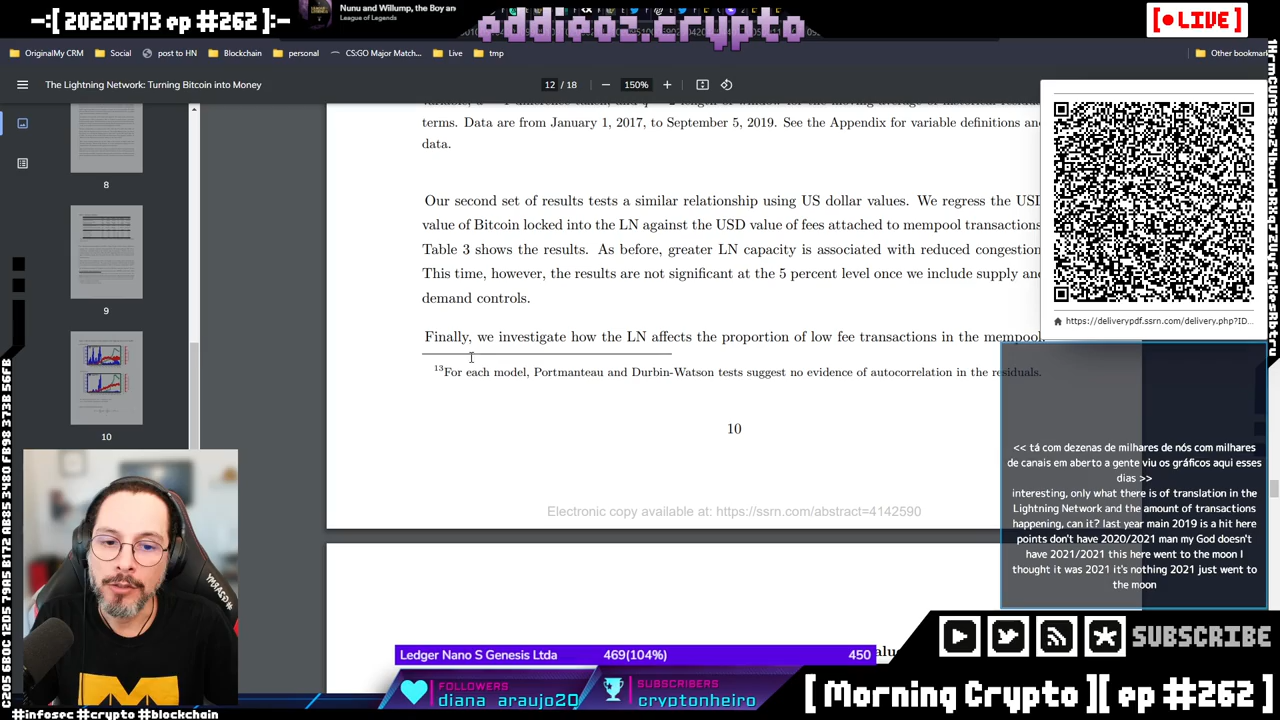 —:[ 20220713 ep #262 ]:—
Nunu and Willump, the Boy an
League of Legends
eddieoz.crypto
[ ● LIVE ]
OriginalMy CRM
Social
post to HN
Blockchain
personal
CS:GO Major Match...
Live
tmp
Other bookmar
The Lightning Network: Turning Bitcoin into Money
12 / 18
150%
terms. Data are from January 1, 2017, to September 5, 2019. See the Appendix for variable definitions and
data.
8
Our second set of results tests a similar relationship using US dollar values. We regress the USD
value of Bitcoin locked into the LN against the USD value of fees attached to mempool transactions
Table 3 shows the results. As before, greater LN capacity is associated with reduced congestion
This time, however, the results are not significant at the 5 percent level once we include supply and
demand controls.
9
Finally, we investigate how the LN affects the proportion of low fee transactions in the mempool.
13For each model, Portmanteau and Durbin-Watson tests suggest no evidence of autocorrelation in the residuals.
10
10
Electronic copy available at: https://ssrn.com/abstract=4142590
https://deliverypdf.ssrn.com/delivery.php?ID...
<< tá com dezenas de milhares de nós com milhares
de canais em aberto a gente viu os gráficos aqui esses
dias >>
interesting, only what there is of translation in the
Lightning Network and the amount of transactions
happening, can it? last year main 2019 is a hit here
points don't have 2020/2021 man my God doesn't
have 2021/2021 this here went to the moon I
thought it was 2021 it's nothing 2021 just went to
the moon
YMRASO
SUBSCRIBE
Ledger Nano S Genesis Ltda
469(104%)
450
FOLLOWERS
diana_araujo20
SUBSCRIBERS
cryptonheiro
[ Morning Crypto ][ ep #262 ]
#infosec #crypto #blockchain